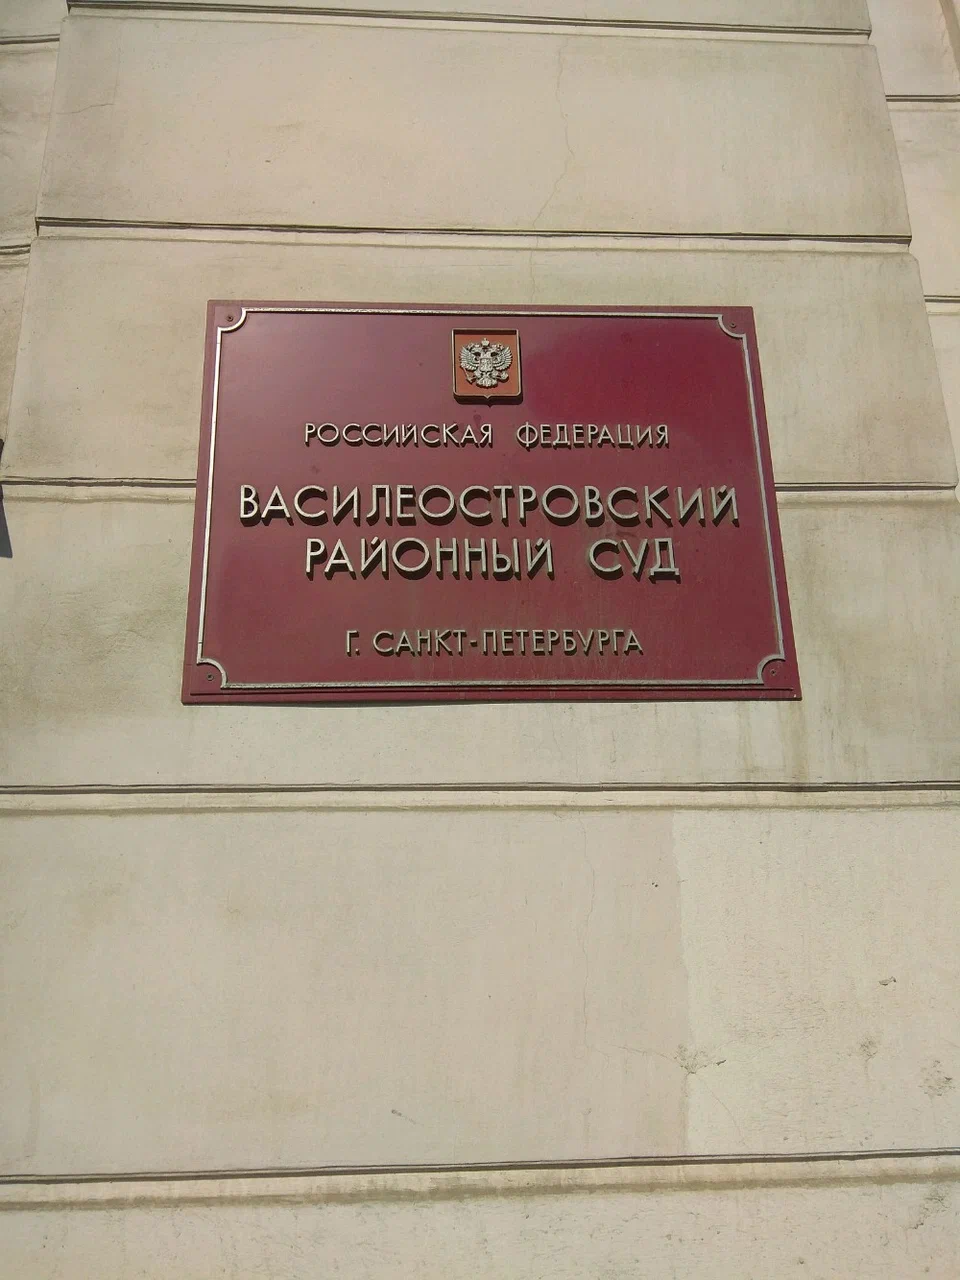 РОССИЙСКАЯ ФЕДЕРАЦИЯ
ВАСИЛЕОСТРОВСКИЙ
РАЙОННЫЙ СУД
Г. САНКТ-ПЕТЕРБУРГА